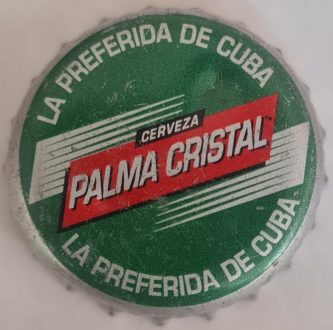 LA PREFERIDA DE CUBA
CERVEZA
PALMA CRISTAL
LA PREFERIDA DE CUBA